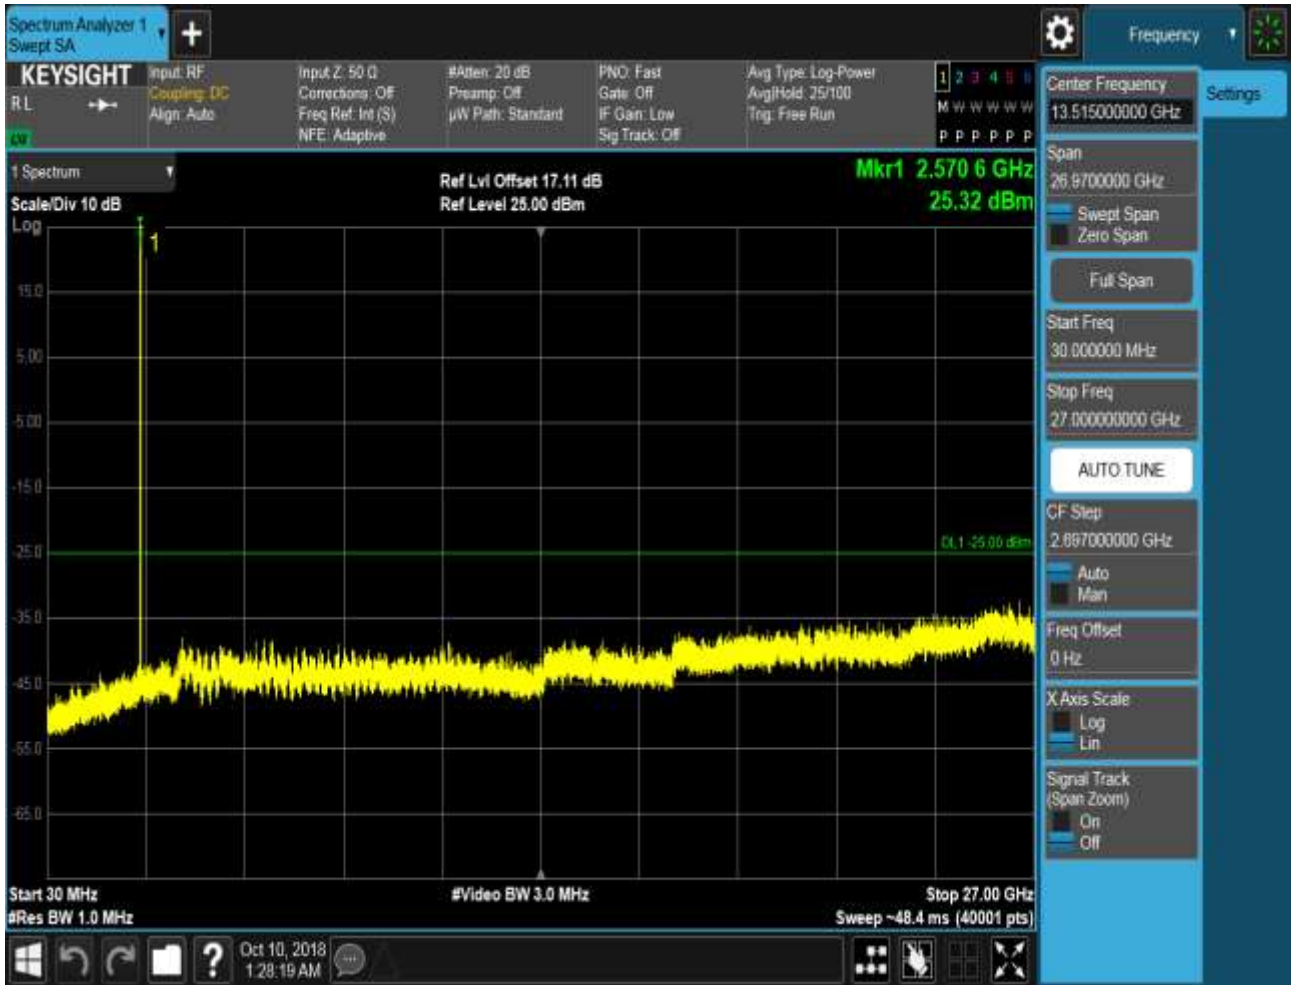 Spectrum Analyzer 1
Swept SA
Frequency
KEYSIGHT
RL
Input: RF
Coupling: DC
Align: Auto
Input Z: 50 Ω
Corrections: Off
Freq Ref: Int (S)
NFE: Adaptive
#Atten: 20 dB
Preamp: Off
µW Path: Standard
PNO: Fast
Gate: Off
IF Gain: Low
Sig Track: Off
Avg Type: Log-Power
Avg|Hold: 25/100
Trig: Free Run
1 2 3 4 5 6
M W W W W W
P P P P P P
1 Spectrum
Scale/Div 10 dB
Log
Ref Lvl Offset 17.11 dB
Ref Level 25.00 dBm
Mkr1 2.570 6 GHz
25.32 dBm
1
15.0
5.00
-5.00
-15.0
-25.0
DL1 -25.00 dBm
-35.0
-45.0
-55.0
-65.0
Start 30 MHz
#Video BW 3.0 MHz
Stop 27.00 GHz
#Res BW 1.0 MHz
Sweep ~48.4 ms (40001 pts)
Center Frequency
13.515000000 GHz
Settings
Span
26.9700000 GHz
Swept Span
Zero Span
Full Span
Start Freq
30.000000 MHz
Stop Freq
27.000000000 GHz
AUTO TUNE
CF Step
2.697000000 GHz
Auto
Man
Freq Offset
0 Hz
X Axis Scale
Log
Lin
Signal Track
(Span Zoom)
On
Off
?
Oct 10, 2018
1:28:19 AM